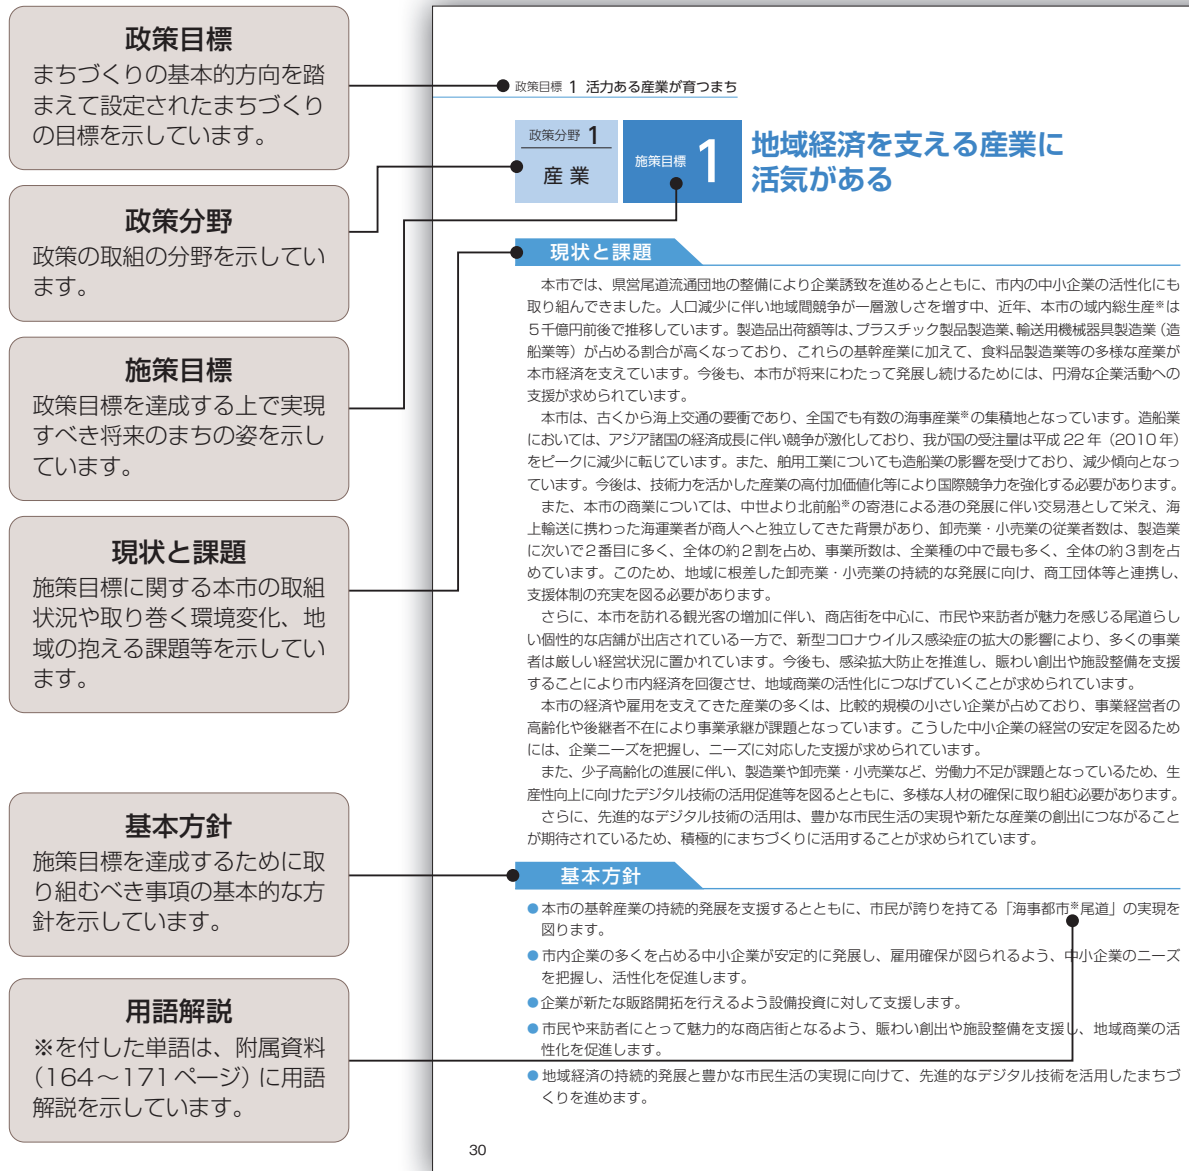 政策目標
まちづくりの基本的方向を踏
まえて設定されたまちづくり
の目標を示しています。
政策分野
政策の取組の分野を示してい
ます。
施策目標
政策目標を達成する上で実現
すべき将来のまちの姿を示し
ています。
現状と課題
施策目標に関する本市の取組
状況や取り巻く環境変化、地
域の抱える課題等を示してい
ます。
基本方針
施策目標を達成するために取
り組むべき事項の基本的な方
針を示しています。
用語解説
※を付した単語は、附属資料
（164～171ページ）に用語
解説を示しています。
政策目標 1 活力ある産業が育つまち
政策分野 1
産 業
施策目標 1
地域経済を支える産業に
活気がある
現状と課題
本市では、県営尾道流通団地の整備により企業誘致を進めるとともに、市内の中小企業の活性化にも
取り組んできました。人口減少に伴い地域間競争が一層激しさを増す中、近年、本市の域内総生産※は
５千億円前後で推移しています。製造品出荷額等は、プラスチック製品製造業、輸送用機械器具製造業（造
船業等）が占める割合が高くなっており、これらの基幹産業に加えて、食料品製造業等の多様な産業が
本市経済を支えています。今後も、本市が将来にわたって発展し続けるためには、円滑な企業活動への
支援が求められています。
本市は、古くから海上交通の要衝であり、全国でも有数の海事産業※の集積地となっています。造船業
においては、アジア諸国の経済成長に伴い競争が激化しており、我が国の受注量は平成 22 年（2010 年）
をピークに減少に転じています。また、舶用工業についても造船業の影響を受けており、減少傾向となっ
ています。今後は、技術力を活かした産業の高付加価値化等により国際競争力を強化する必要があります。
また、本市の商業については、中世より北前船※の寄港による港の発展に伴い交易港として栄え、海
上輸送に携わった海運業者が商人へと独立してきた背景があり、卸売業・小売業の従業者数は、製造業
に次いで２番目に多く、全体の約２割を占め、事業所数は、全業種の中で最も多く、全体の約３割を占
めています。このため、地域に根差した卸売業・小売業の持続的な発展に向け、商工団体等と連携し、
支援体制の充実を図る必要があります。
さらに、本市を訪れる観光客の増加に伴い、商店街を中心に、市民や来訪者が魅力を感じる尾道らし
い個性的な店舗が出店されている一方で、新型コロナウイルス感染症の拡大の影響により、多くの事業
者は厳しい経営状況に置かれています。今後も、感染拡大防止を推進し、賑わい創出や施設整備を支援
することにより市内経済を回復させ、地域商業の活性化につなげていくことが求められています。
本市の経済や雇用を支えてきた産業の多くは、比較的規模の小さい企業が占めており、事業経営者の
高齢化や後継者不在により事業承継が課題となっています。こうした中小企業の経営の安定を図るため
には、企業ニーズを把握し、ニーズに対応した支援が求められています。
また、少子高齢化の進展に伴い、製造業や卸売業・小売業など、労働力不足が課題となっているため、生
産性向上に向けたデジタル技術の活用促進等を図るとともに、多様な人材の確保に取り組む必要があります。
さらに、先進的なデジタル技術の活用は、豊かな市民生活の実現や新たな産業の創出につながること
が期待されているため、積極的にまちづくりに活用することが求められています。
基本方針
●本市の基幹産業の持続的発展を支援するとともに、市民が誇りを持てる「海事都市※尾道」の実現を
図ります。
●市内企業の多くを占める中小企業が安定的に発展し、雇用確保が図られるよう、中小企業のニーズ
を把握し、活性化を促進します。
●企業が新たな販路開拓を行えるよう設備投資に対して支援します。
●市民や来訪者にとって魅力的な商店街となるよう、賑わい創出や施設整備を支援し、地域商業の活
性化を促進します。
●地域経済の持続的発展と豊かな市民生活の実現に向けて、先進的なデジタル技術を活用したまちづ
くりを進めます。
30